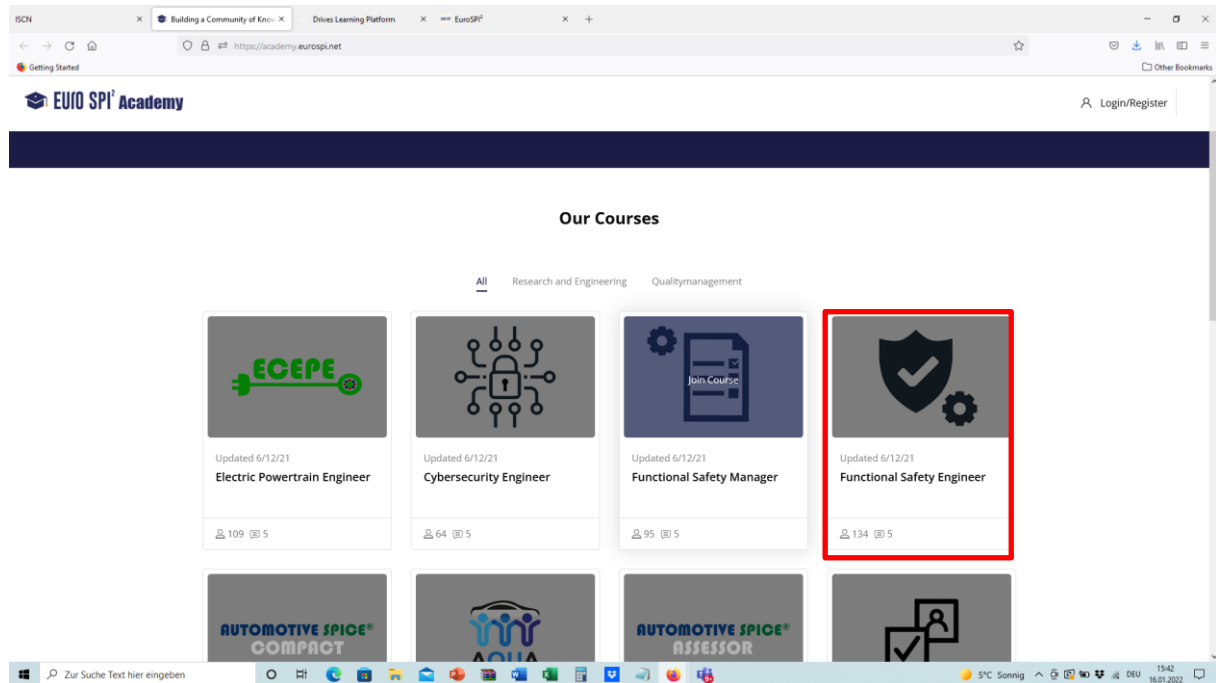 ISCN
Building a Community of Know
Drives Learning Platform
EuroSPI²
https://academy.eurospi.net
Getting Started
Other Bookmarks
EURO SPI² Academy
Login/Register
Our Courses
All Research and Engineering Qualitymanagement
ECEPE
Join Course
Updated 6/12/21
Electric Powertrain Engineer
109 5
Updated 6/12/21
Cybersecurity Engineer
64 5
Updated 6/12/21
Functional Safety Manager
95 5
Updated 6/12/21
Functional Safety Engineer
134 5
AUTOMOTIVE SPICE®
COMPACT
AQUA
AUTOMOTIVE SPICE®
ASSESSOR
Zur Suche Text hier eingeben
5°C Sonnig
DEU
15:42
16.01.2022